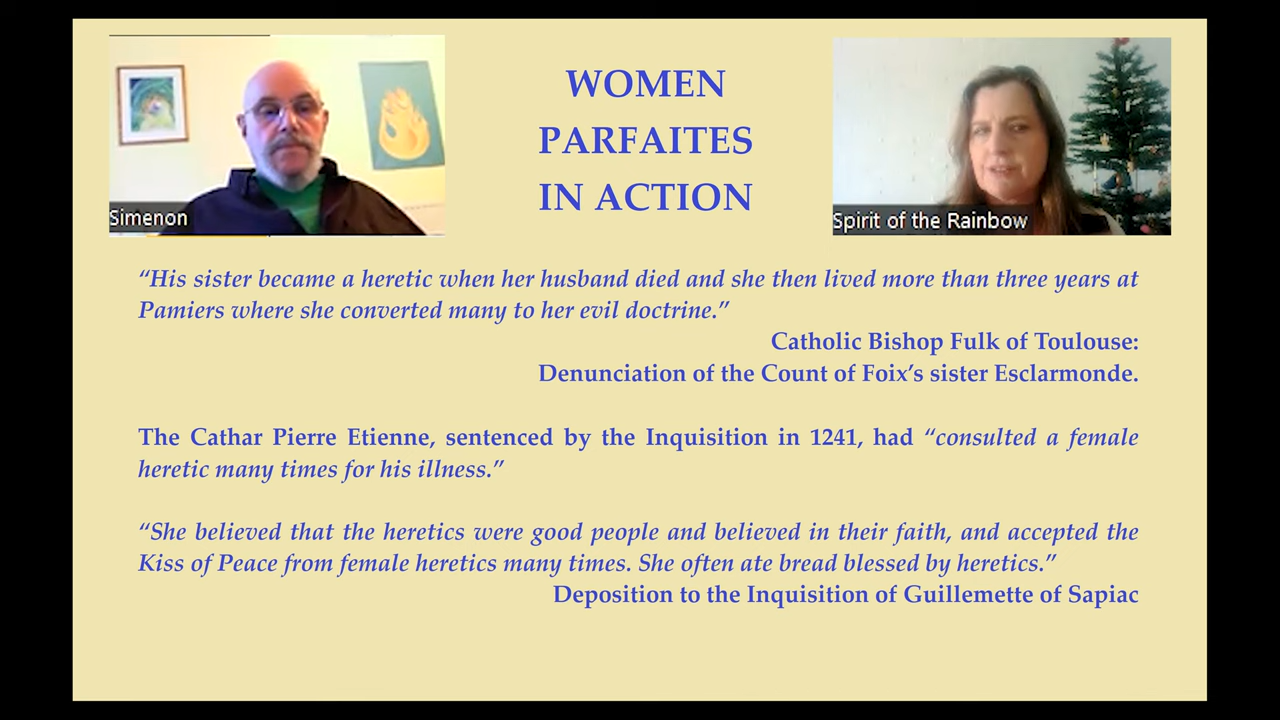 WOMEN
PARFAITES
IN ACTION
Simenon
Spirit of the Rainbow
“His sister became a heretic when her husband died and she then lived more than three years at
Pamiers where she converted many to her evil doctrine.”
Catholic Bishop Fulk of Toulouse:
Denunciation of the Count of Foix’s sister Esclarmonde.
The Cathar Pierre Etienne, sentenced by the Inquisition in 1241, had “consulted a female
heretic many times for his illness.”
“She believed that the heretics were good people and believed in their faith, and accepted the
Kiss of Peace from female heretics many times. She often ate bread blessed by heretics.”
Deposition to the Inquisition of Guillemette of Sapiac